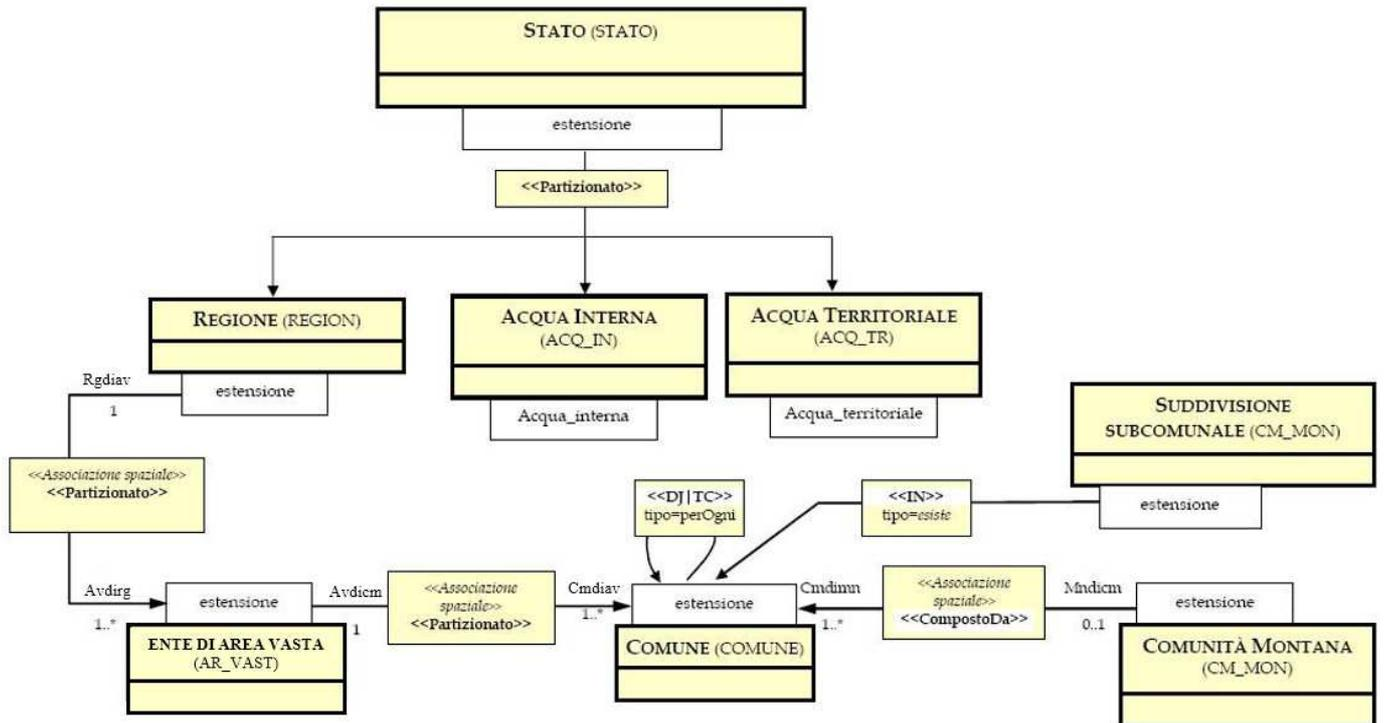 STATO (STATO)
estensione
<<Partizionato>>
REGIONE (REGION)
estensione
ACQUA INTERNA
(ACQ_IN)
Acqua_interna
ACQUA TERRITORIALE
(ACQ_TR)
Acqua_territoriale
Rgdiav
1
<<Associazione spaziale>>
<<Partizionato>>
SUDDIVISIONE
SUBCOMUNALE (CM_MON)
estensione
<<DJ|TC>>
tipo=perOgni
<<IN>>
tipo=esiste
Avdirg
1..*
estensione
ENTE DI AREA VASTA
(AR_VAST)
Avdicm
1
<<Associazione
spaziale>>
<<Partizionato>>
Cmdiav
1..*
estensione
COMUNE (COMUNE)
Cmdimn
1..*
<<Associazione
spaziale>>
<<CompostoDa>>
Mndicm
0..1
estensione
COMUNITÀ MONTANA
(CM_MON)